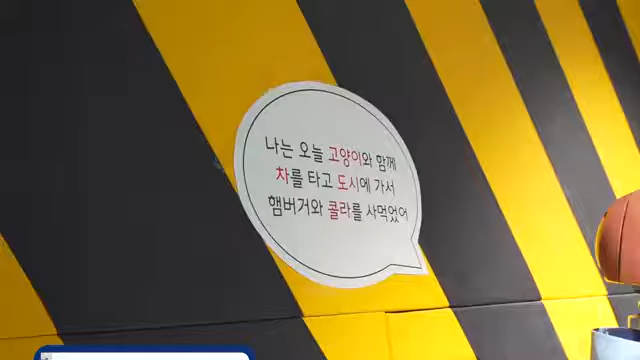 나는 오늘 고양이와 함께
차를 타고 도시에 가서
햄버거와 콜라를 사먹었어